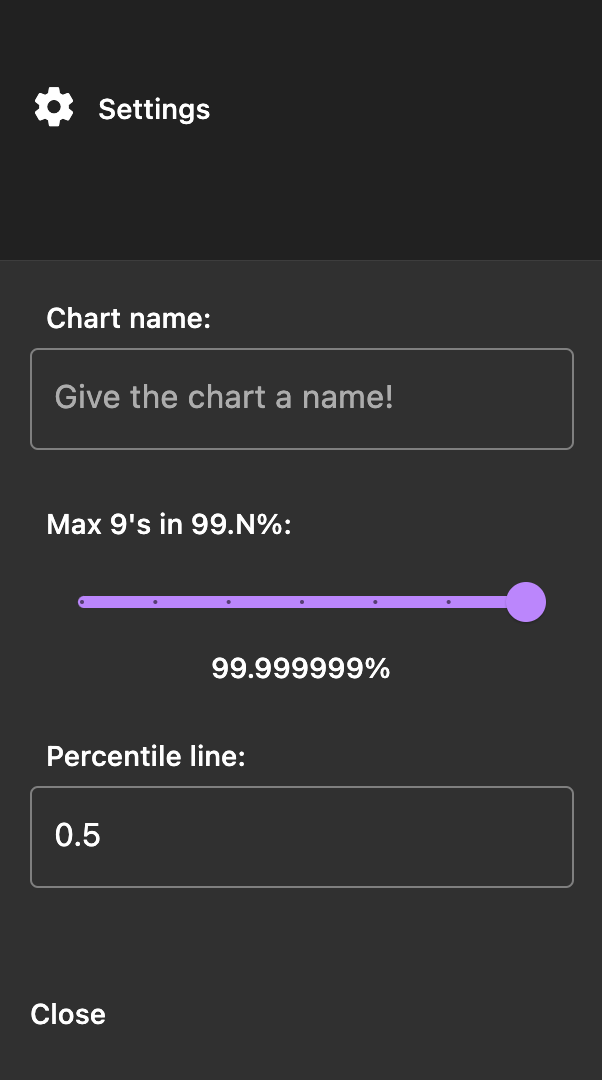 Settings
Chart name:
Give the chart a name!
Max 9's in 99.N%:
99.999999%
Percentile line:
0.5
Close